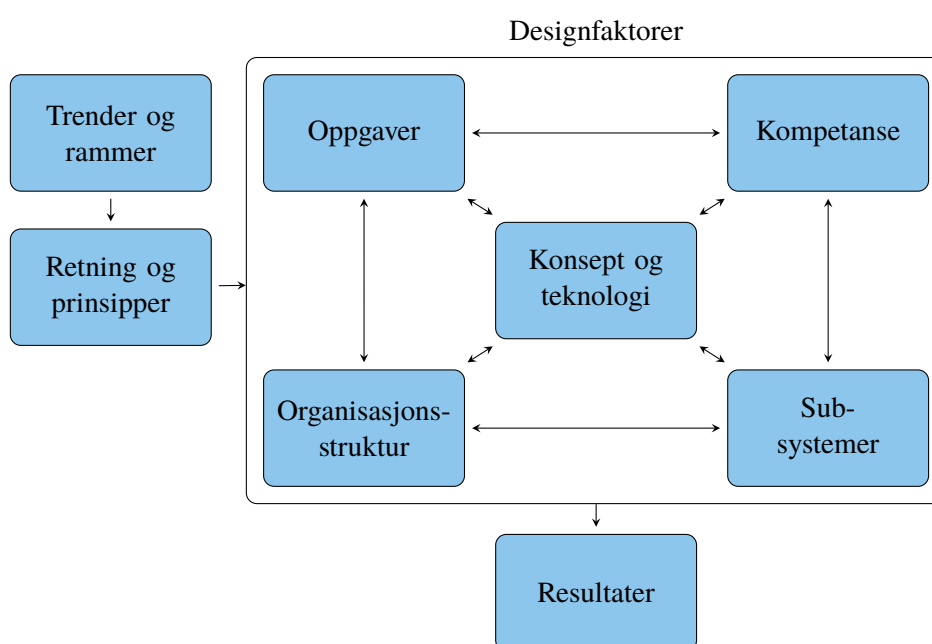 Designfaktorer
Trender og
rammer
Oppgaver
Kompetanse
Retning og
prinsipper
Konsept og
teknologi
Organisasjons-
struktur
Sub-
systemer
Resultater